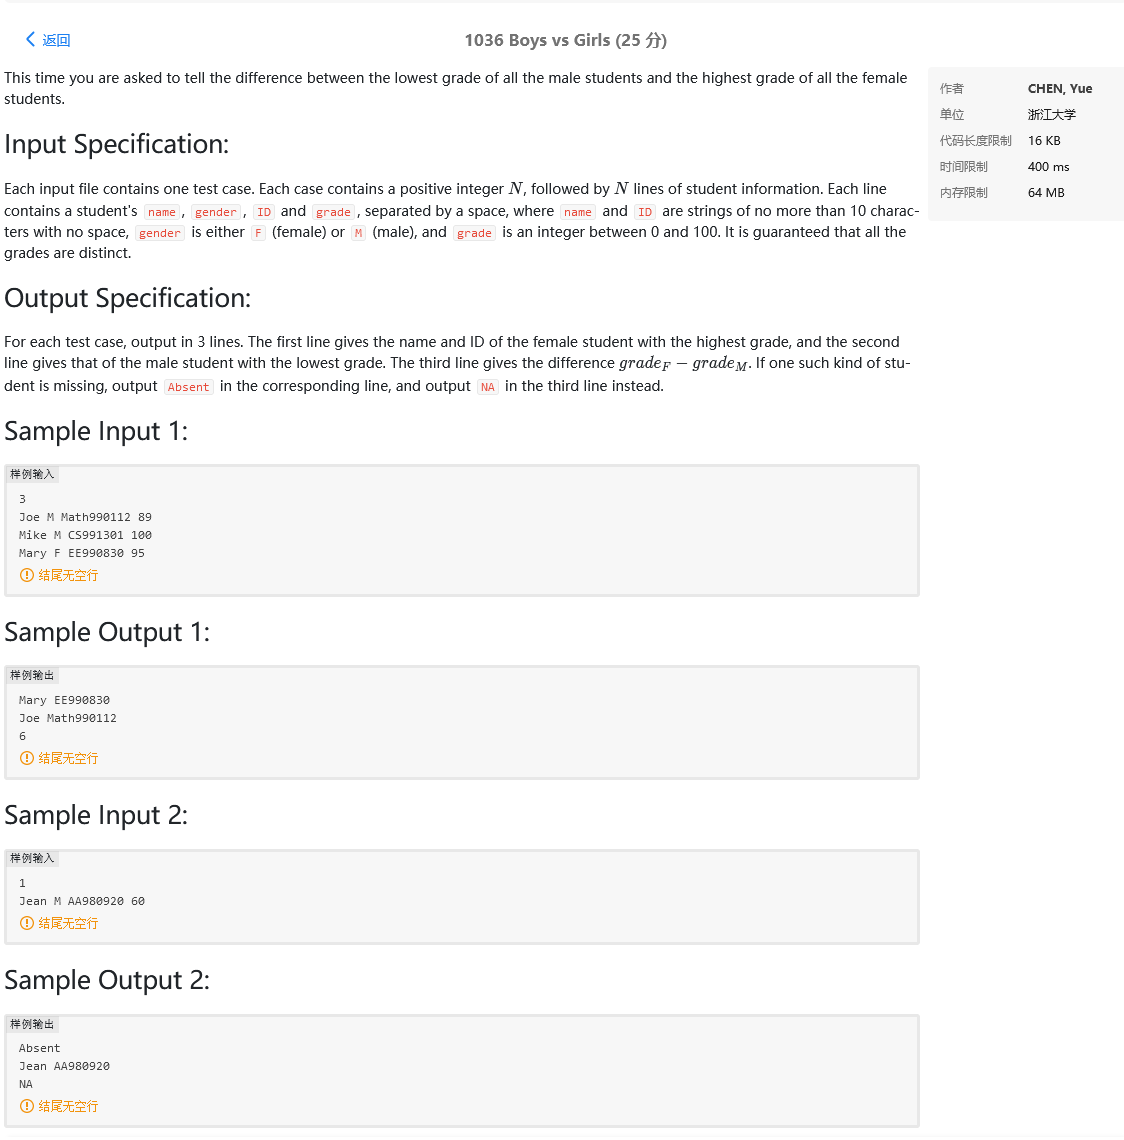 返回
1036 Boys vs Girls (25 分)
This time you are asked to tell the difference between the lowest grade of all the male students and the highest grade of all the female
students.
作者 CHEN, Yue
单位 浙江大学
代码长度限制 16 KB
时间限制 400 ms
内存限制 64 MB
Input Specification:
Each input file contains one test case. Each case contains a positive integer N, followed by N lines of student information. Each line
contains a student's name, gender, ID and grade, separated by a space, where name and ID are strings of no more than 10 charac-
ters with no space, gender is either F (female) or M (male), and grade is an integer between 0 and 100. It is guaranteed that all the
grades are distinct.
Output Specification:
For each test case, output in 3 lines. The first line gives the name and ID of the female student with the highest grade, and the second
line gives that of the male student with the lowest grade. The third line gives the difference grade_F − grade_M. If one such kind of stu-
dent is missing, output Absent in the corresponding line, and output NA in the third line instead.
Sample Input 1:
样例输入
3
Joe M Math990112 89
Mike M CS991301 100
Mary F EE990830 95
结尾无空行
Sample Output 1:
样例输出
Mary EE990830
Joe Math990112
6
结尾无空行
Sample Input 2:
样例输入
1
Jean M AA980920 60
结尾无空行
Sample Output 2:
样例输出
Absent
Jean AA980920
NA
结尾无空行